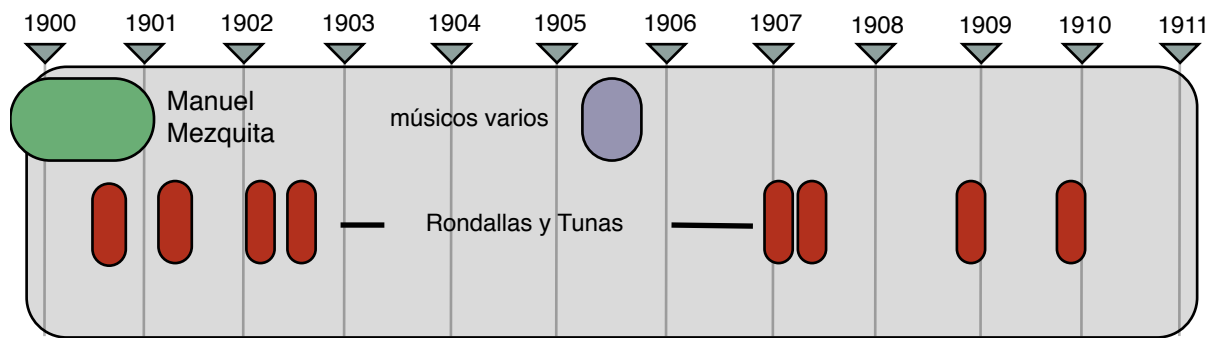 1900 1901 1902 1903 1904 1905 1906 1907 1908 1909 1910 1911
Manuel
Mezquita
músicos varios
Rondallas y Tunas